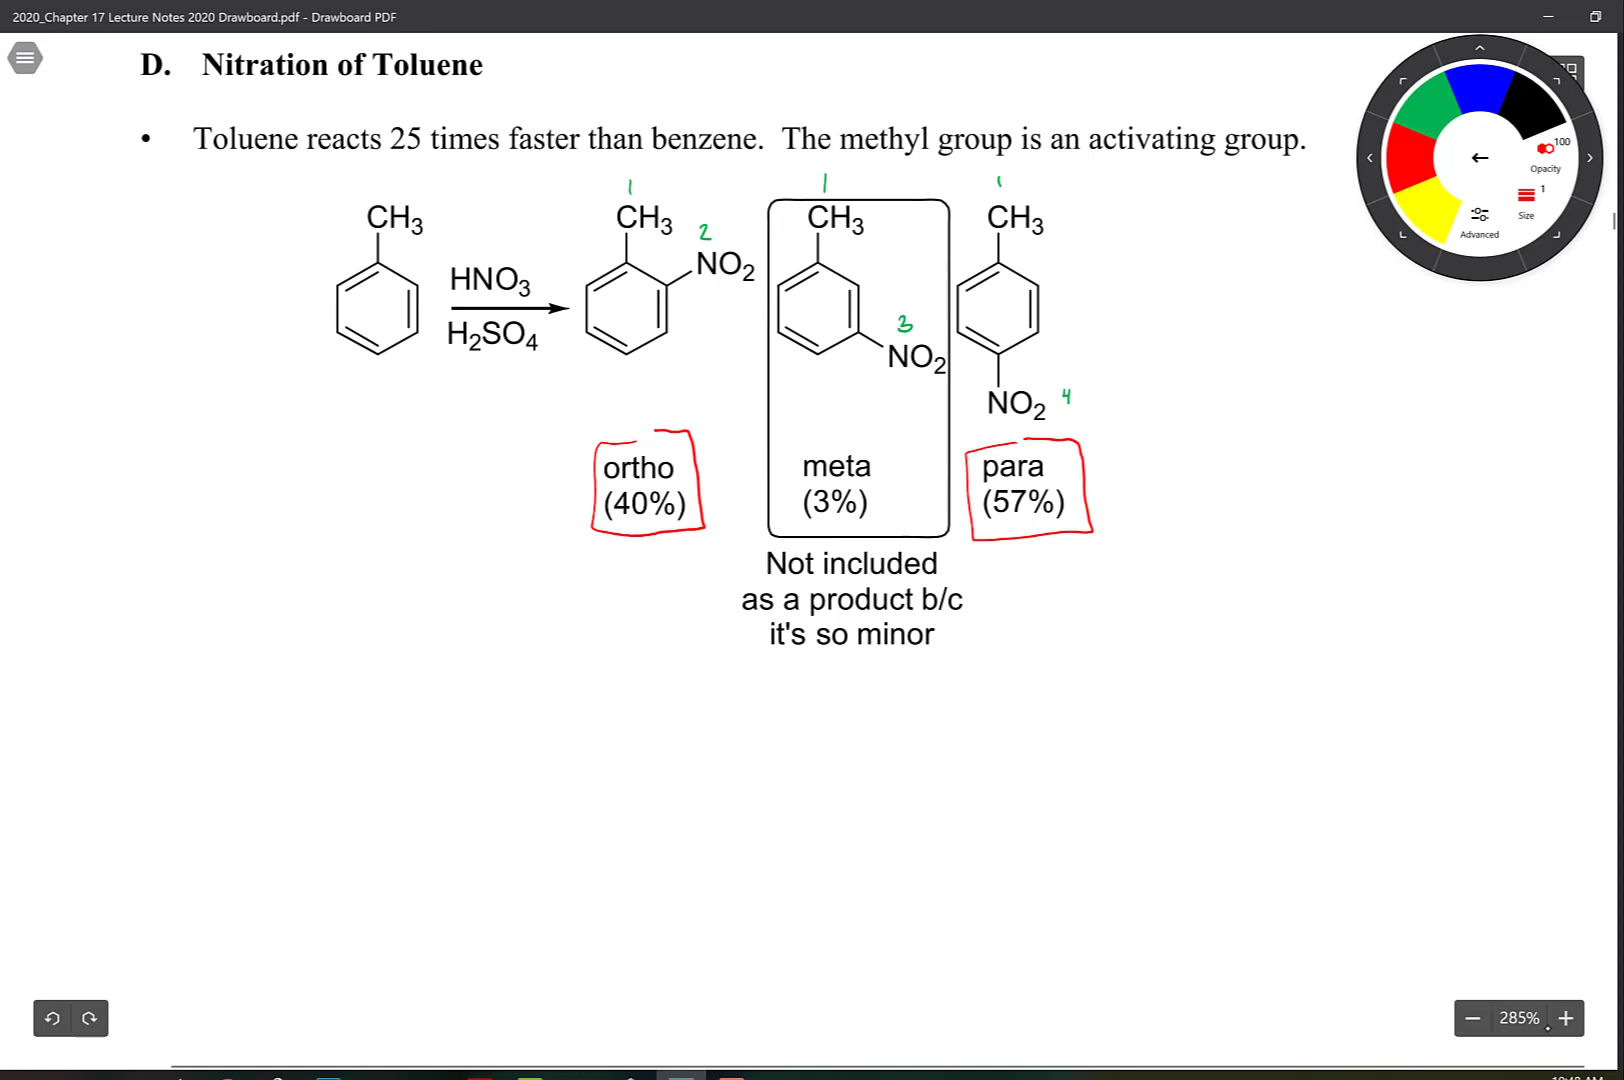 2020_Chapter 17 Lecture Notes 2020 Drawboard.pdf - Drawboard PDF
D. Nitration of Toluene
• Toluene reacts 25 times faster than benzene. The methyl group is an activating group.
100
Opacity
1
Size
Advanced
1 1 1
CH3 CH3 CH3 CH3
2
NO2
HNO3
H2SO4
3
NO2
NO2 4
ortho meta para
(40%) (3%) (57%)
Not included
as a product b/c
it's so minor
285%